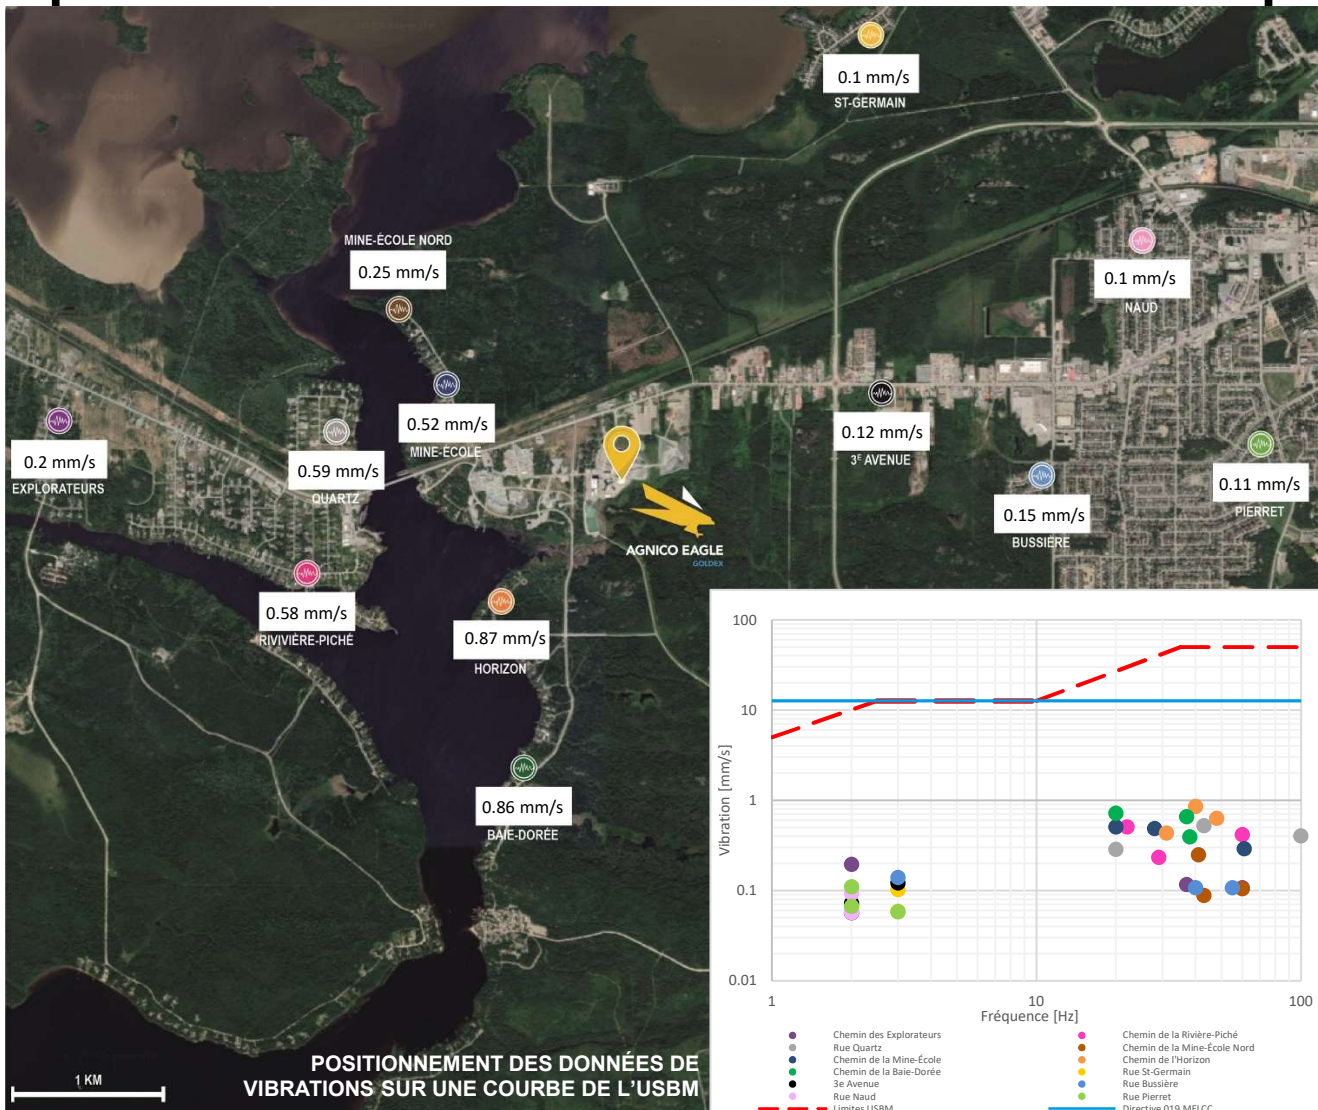 0.1 mm/s
ST-GERMAIN
MINE-ÉCOLE NORD
0.25 mm/s
0.1 mm/s
NAUD
0.52 mm/s
MINE-ÉCOLE
0.2 mm/s
EXPLORATEURS
0.59 mm/s
QUARTZ
0.12 mm/s
3E AVENUE
0.11 mm/s
PIERRET
0.15 mm/s
BUSSIÈRE
AGNICO EAGLE
GOLDEX
0.58 mm/s
RIVIVIÈRE-PICHÉ
0.87 mm/s
HORIZON
0.86 mm/s
BAIE-DORÉE
1 KM
POSITIONNEMENT DES DONNÉES DE
VIBRATIONS SUR UNE COURBE DE L'USBM
Vibration [mm/s]
100
10
1
0.1
0.01
1
10
100
Fréquence [Hz]
Chemin des Explorateurs
Chemin de la Rivière-Piché
Rue Quartz
Chemin de la Mine-École Nord
Chemin de la Mine-École
Chemin de l'Horizon
Chemin de la Baie-Dorée
Rue St-Germain
3e Avenue
Rue Bussière
Rue Naud
Rue Pierret
Limites USBM
Directive 019 MELCC